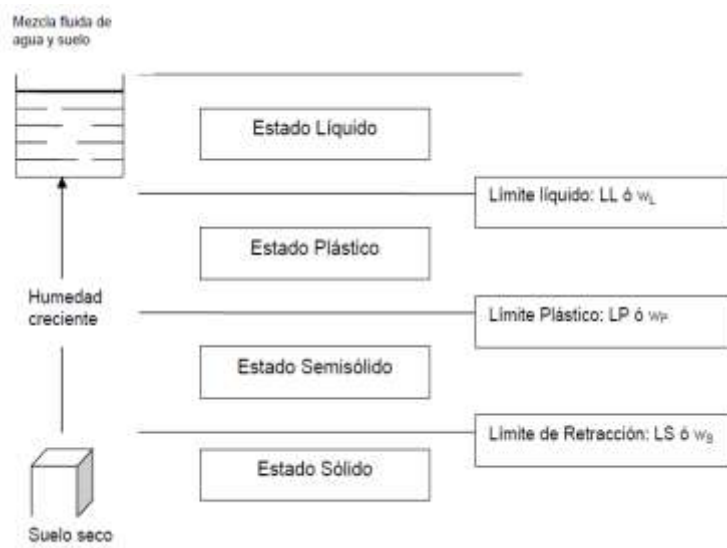 Mezcla fluida de
agua y suelo
Estado Líquido
Límite líquido: LL ó wL
Estado Plástico
Humedad
creciente
Límite Plástico: LP ó wP
Estado Semisólido
Límite de Retracción: LS ó wS
Estado Sólido
Suelo seco